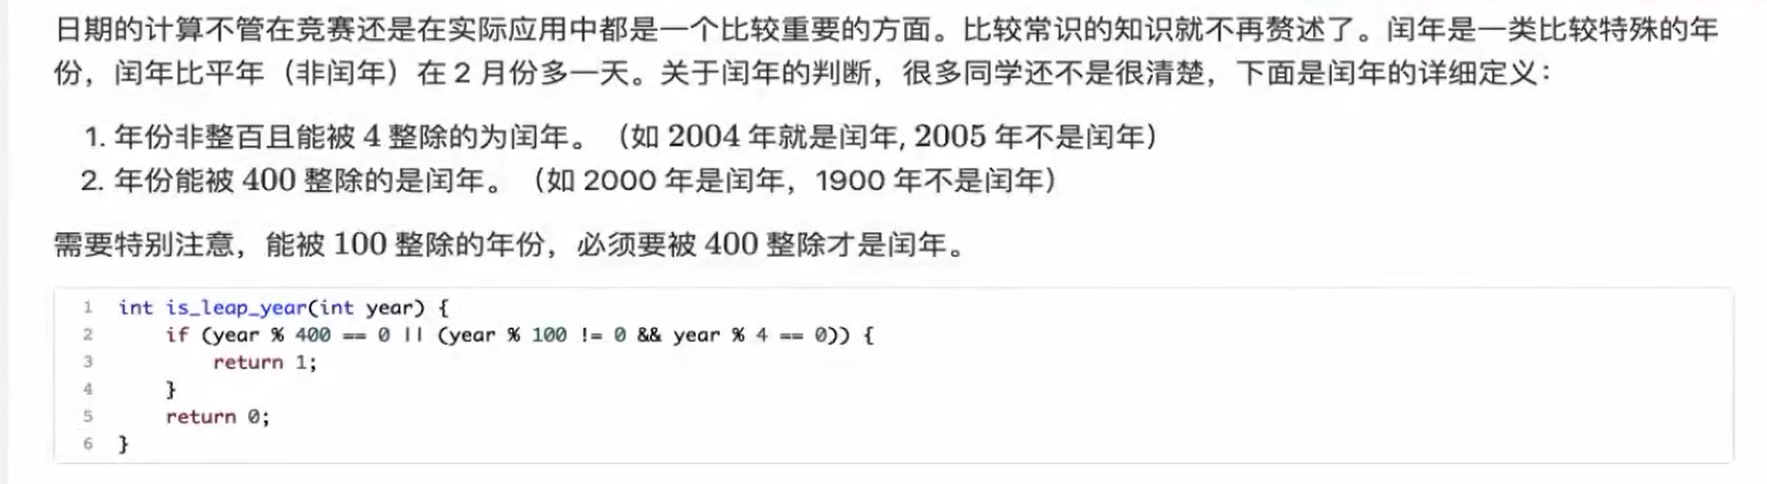 日期的计算不管在竞赛还是在实际应用中都是一个比较重要的方面。比较常识的知识就不再赘述了。闰年是一类比较特殊的年
份，闰年比平年（非闰年）在 2 月份多一天。关于闰年的判断，很多同学还不是很清楚，下面是闰年的详细定义：
1. 年份非整百且能被 4 整除的为闰年。（如 2004 年就是闰年, 2005 年不是闰年）
2. 年份能被 400 整除的是闰年。（如 2000 年是闰年，1900 年不是闰年）
需要特别注意，能被 100 整除的年份，必须要被 400 整除才是闰年。
1 int is_leap_year(int year) {
2 if (year % 400 == 0 || (year % 100 != 0 && year % 4 == 0)) {
3 return 1;
4 }
5 return 0;
6 }